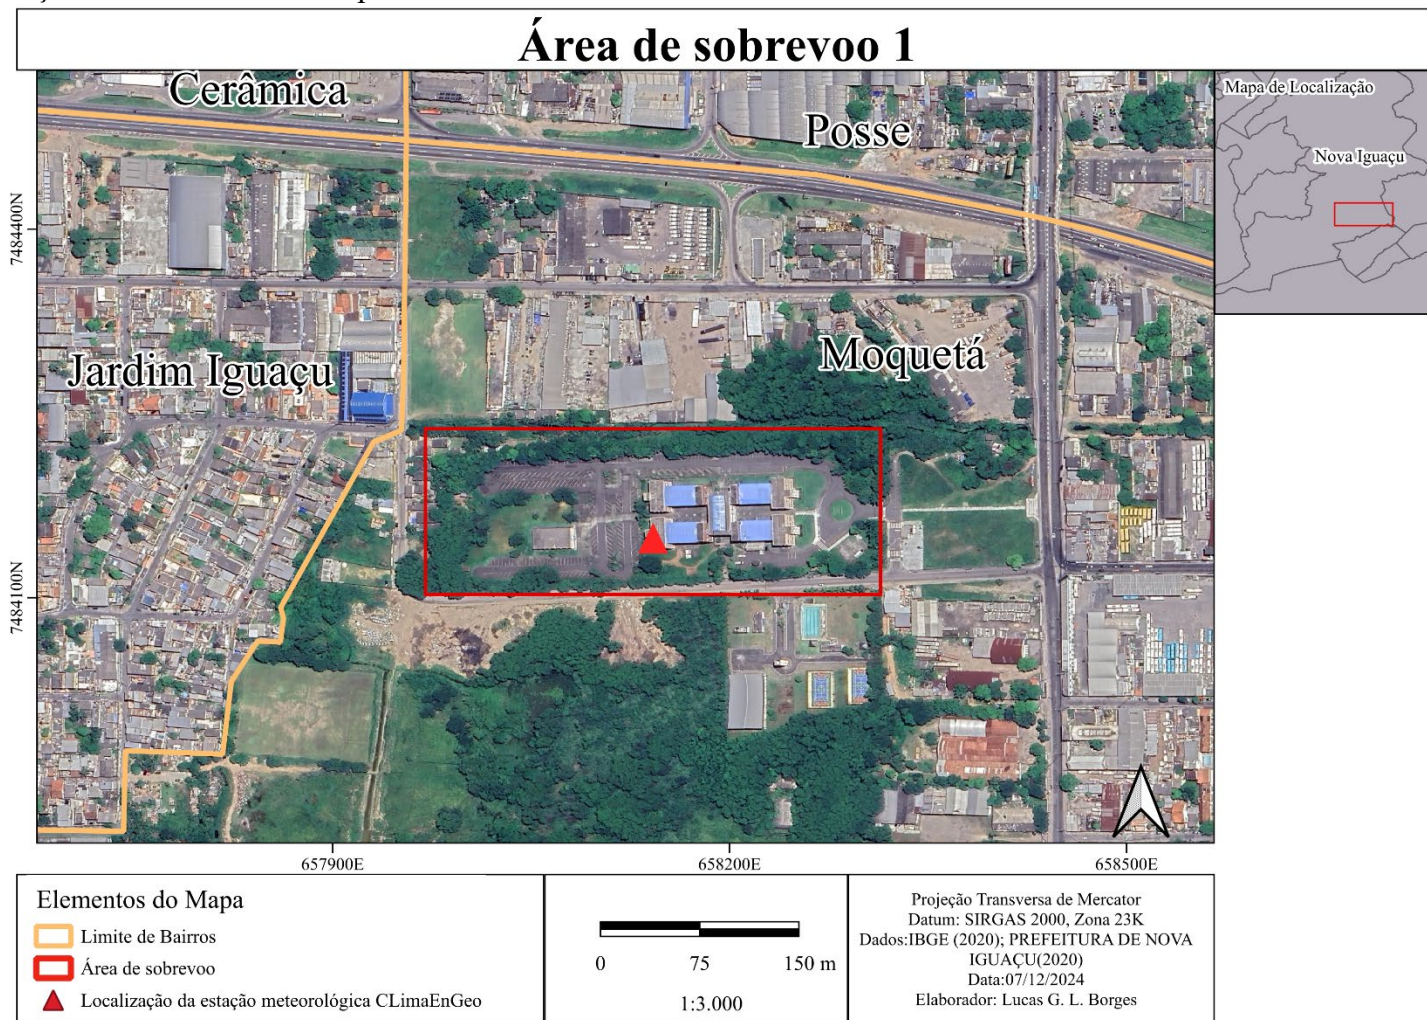 Área de sobrevoo 1
Cerâmica
Posse
Mapa de Localização
Nova Iguaçu
7484400N
Jardim Iguaçu
Moquetá
7484100N
657900E
658200E
658500E
Elementos do Mapa
Limite de Bairros
Área de sobrevoo
Localização da estação meteorológica CLimaEnGeo
0 75 150 m
1:3.000
Projeção Transversa de Mercator
Datum: SIRGAS 2000, Zona 23K
Dados:IBGE (2020); PREFEITURA DE NOVA
IGUAÇU(2020)
Data:07/12/2024
Elaborador: Lucas G. L. Borges